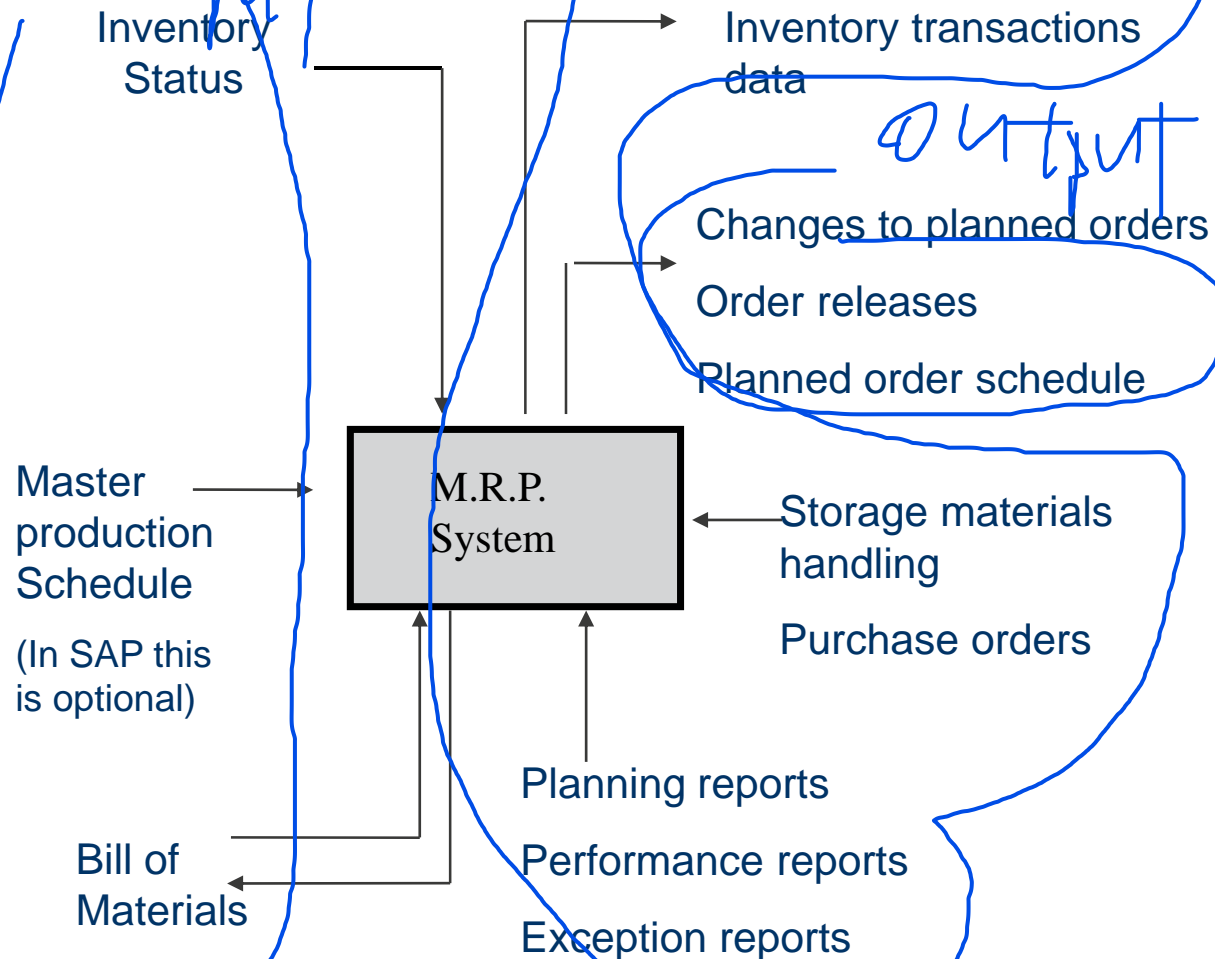 Inventory
Status
Inventory transactions
data
output
Changes to planned orders
Order releases
Planned order schedule
Master
production
Schedule
(In SAP this
is optional)
M.R.P.
System
Storage materials
handling
Purchase orders
Bill of
Materials
Planning reports
Performance reports
Exception reports